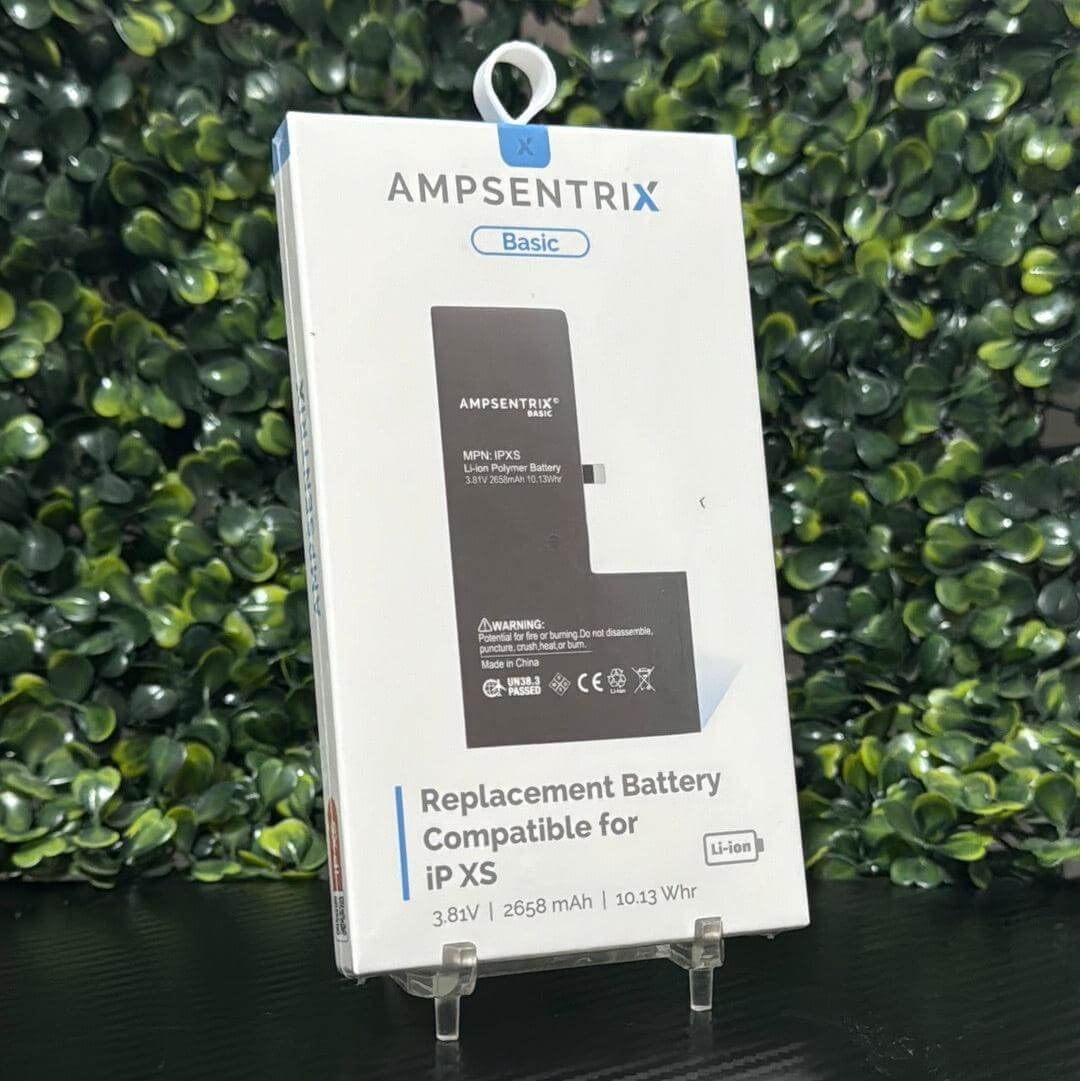 X
AMPSENTRIX
Basic
AMPSENTRIX©
BASIC
MPN: IPXS
Li-ion Polymer Battery
3.81V 2658mAh 10.13Whr
WARNING:
Potential for fire or burning.Do not disassemble,
puncture, crush,heat,or burn.
Made in China
UN38.3
PASSED
CE
Li-ion
Replacement Battery
Compatible for
iP XS
Li-ion
3.81V | 2658 mAh | 10.13 Whr
AMPSENTRIX